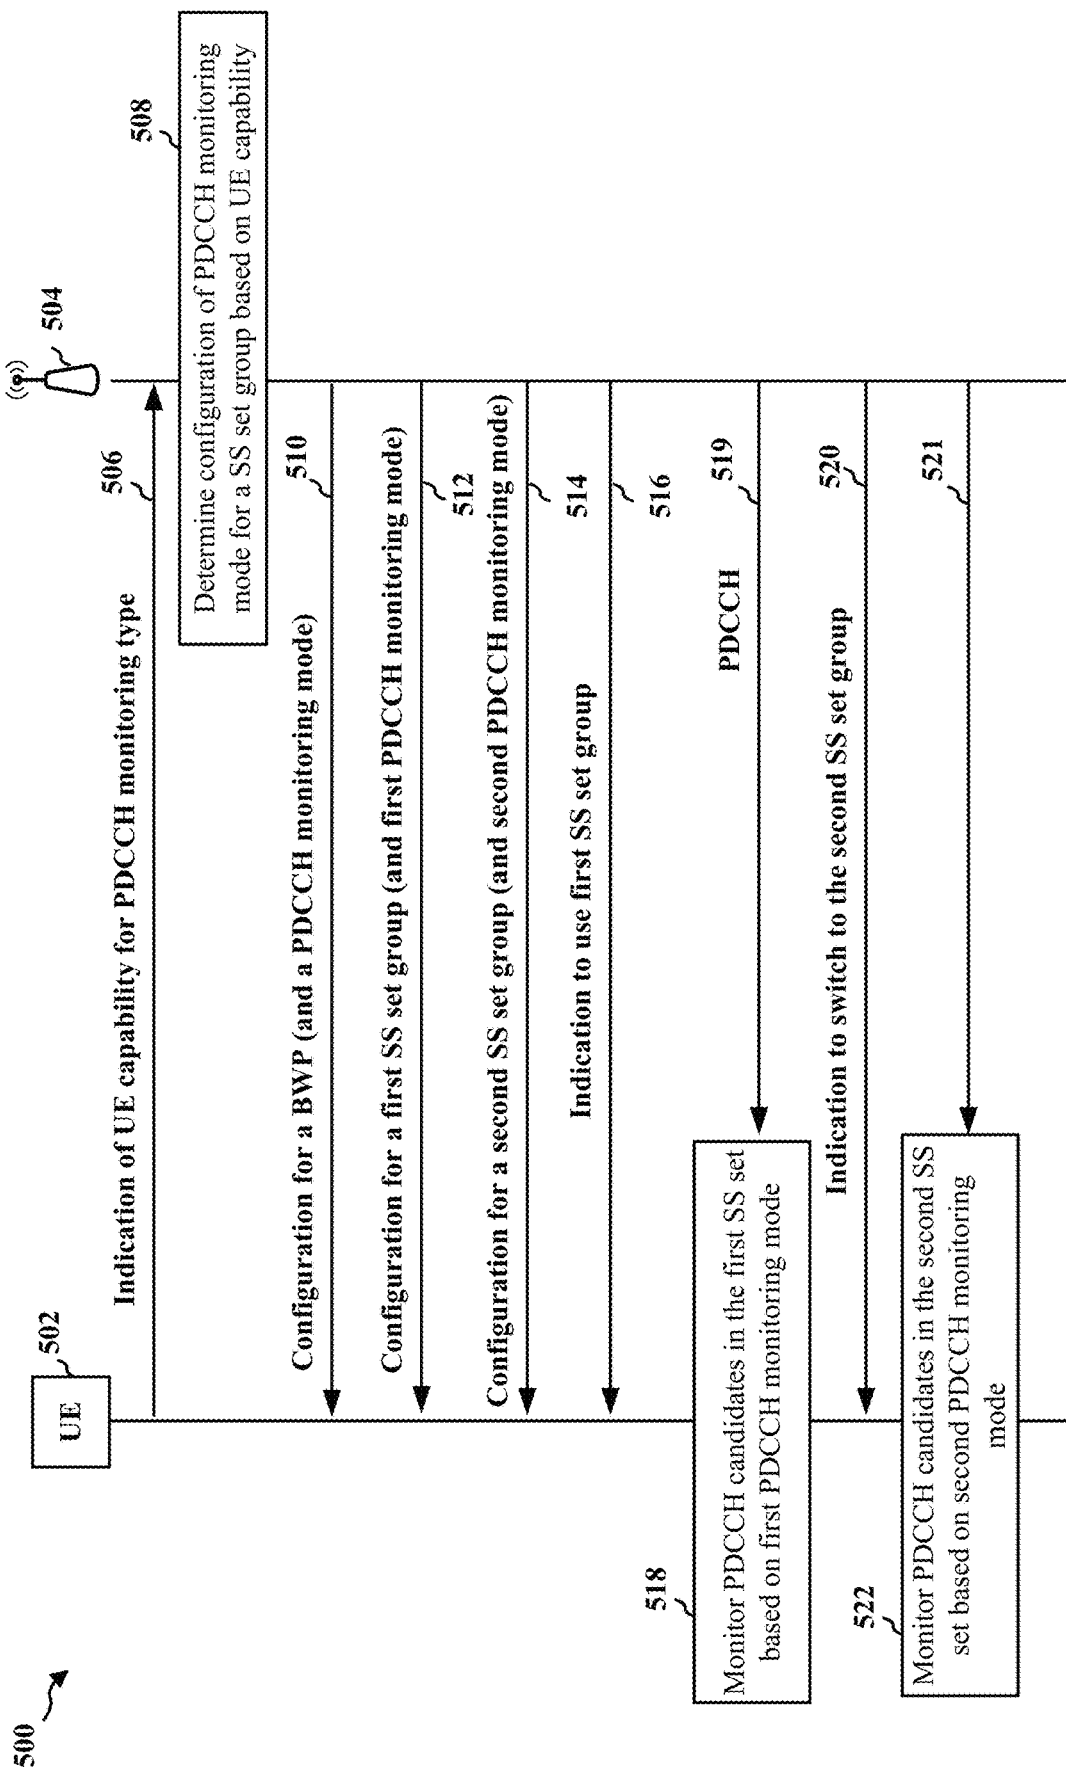 500
UE
502
504
Indication of UE capability for PDCCH monitoring type
506
508
Determine configuration of PDCCH monitoring
mode for a SS set group based on UE capability
Configuration for a BWP (and a PDCCH monitoring mode)
510
Configuration for a first SS set group (and first PDCCH monitoring mode)
512
Configuration for a second SS set group (and second PDCCH monitoring mode)
514
Indication to use first SS set group
516
518
Monitor PDCCH candidates in the first SS set
based on first PDCCH monitoring mode
PDCCH
519
Indication to switch to the second SS set group
520
522
Monitor PDCCH candidates in the second SS
set based on second PDCCH monitoring
mode
521